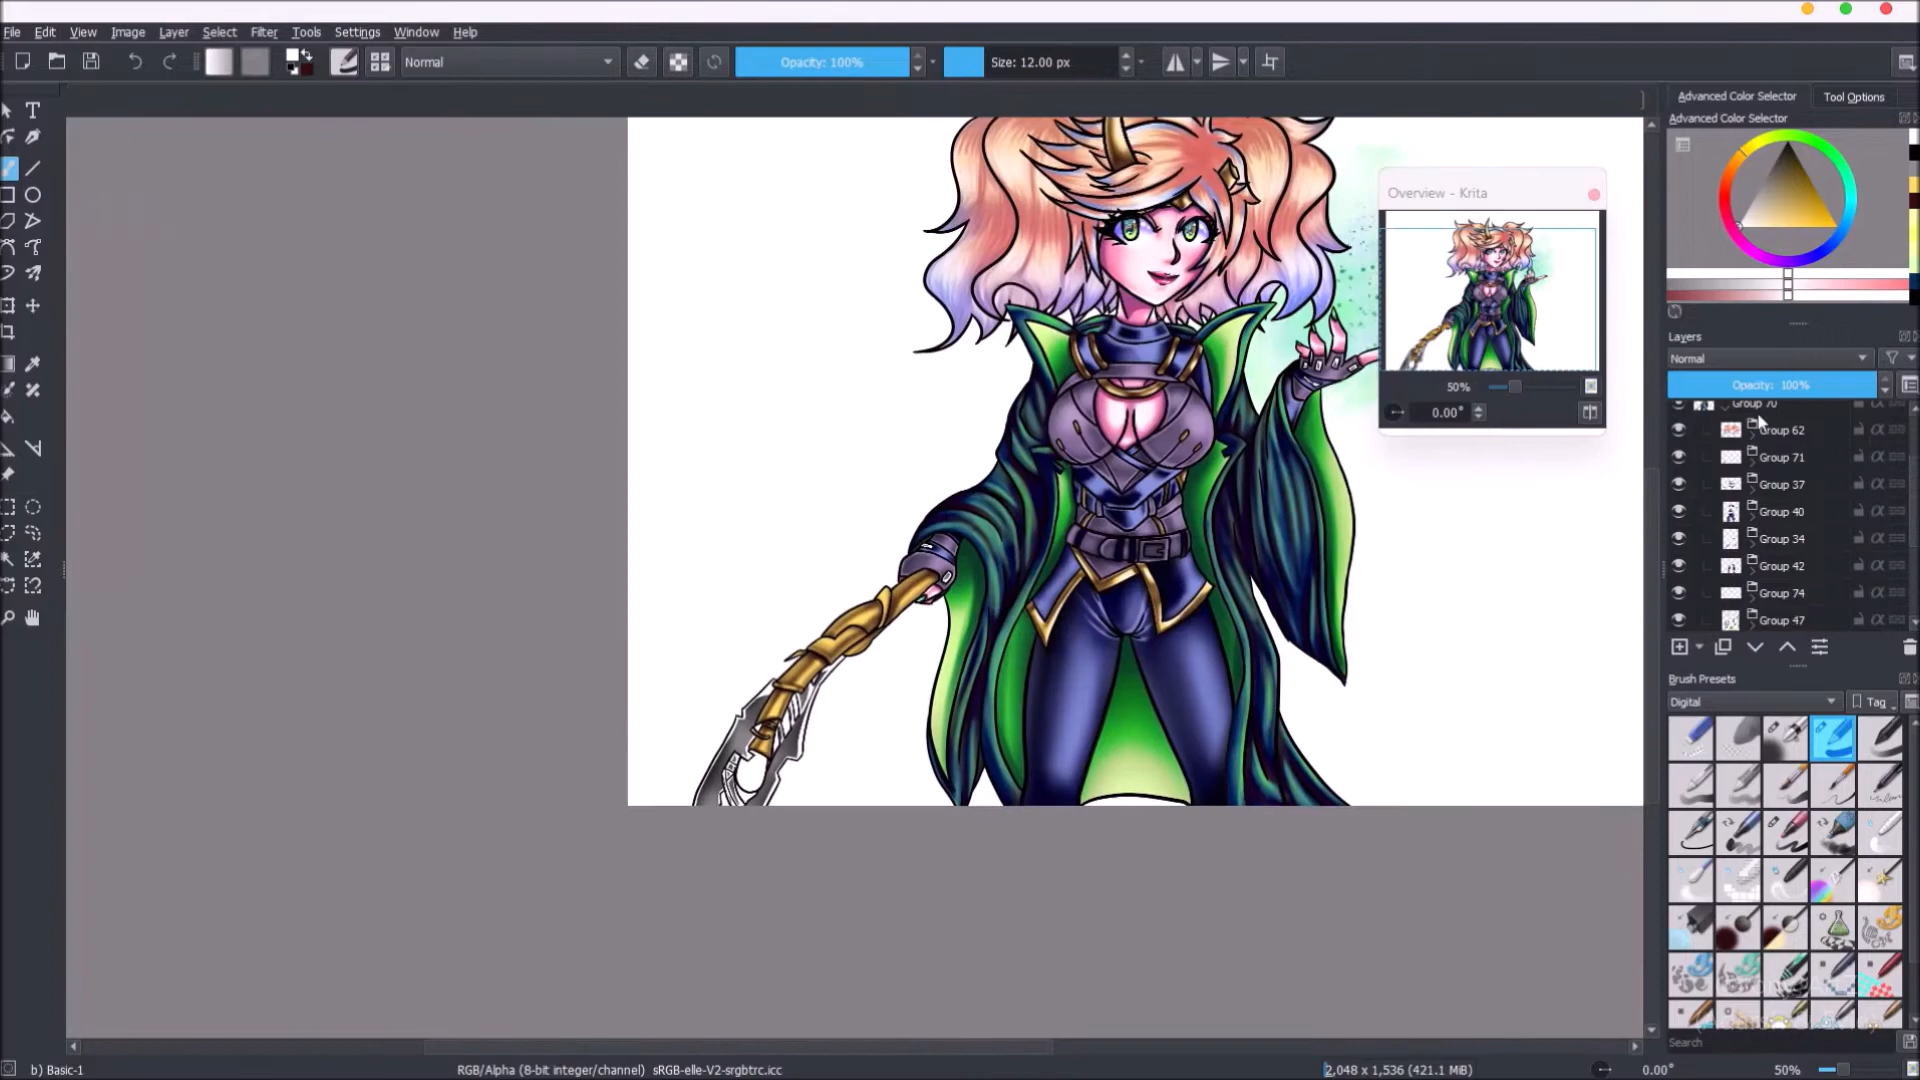 File Edit View Image Layer Select Filter Tools Settings Window Help
Normal
Opacity: 100%
Size: 12.00 px
Advanced Color Selector
Tool Options
Advanced Color Selector
Overview - Krita
50%
0.00°
Layers
Normal
Opacity: 100%
Group 70
Group 62
Group 71
Group 37
Group 40
Group 34
Group 42
Group 74
Group 47
Brush Presets
Digital
Tag
Search
b) Basic-1
RGB/Alpha (8-bit integer/channel) sRGB-elle-V2-srgbtrc.icc
2,048 x 1,536 (421.1 MiB)
0.00°
50%